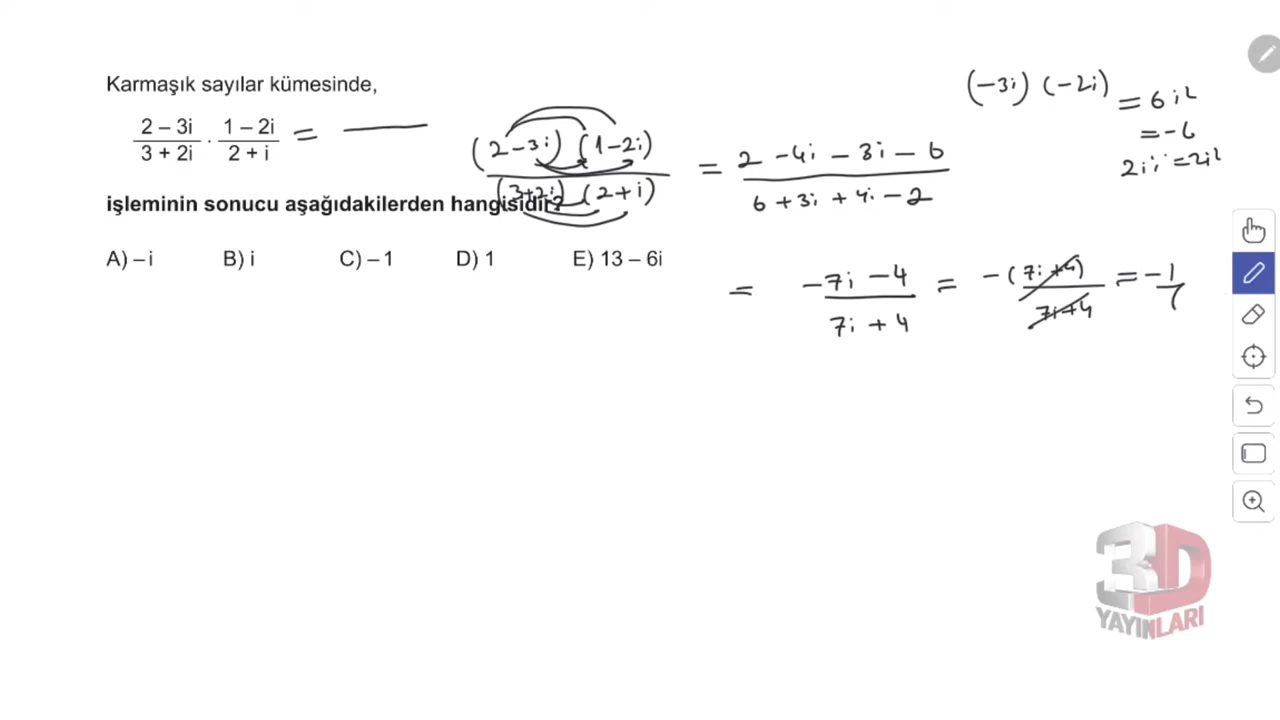 Karmaşık sayılar kümesinde,
(2 – 3i)/(3 + 2i) · (1 – 2i)/(2 + i) =
işleminin sonucu aşağıdakilerden hangisidir?
A) – i B) i C) – 1 D) 1 E) 13 – 6i
((2-3i)(1-2i))/((3+2i)(2+i)) = (2 -4i -3i -6)/(6 +3i +4i -2)
= (-7i -4)/(7i +4) = (-(7i+4))/(7i+4) = -1
(-3i) (-2i)
= 6i²
= -6
2i i = 2i²
3D
YAYINLARI